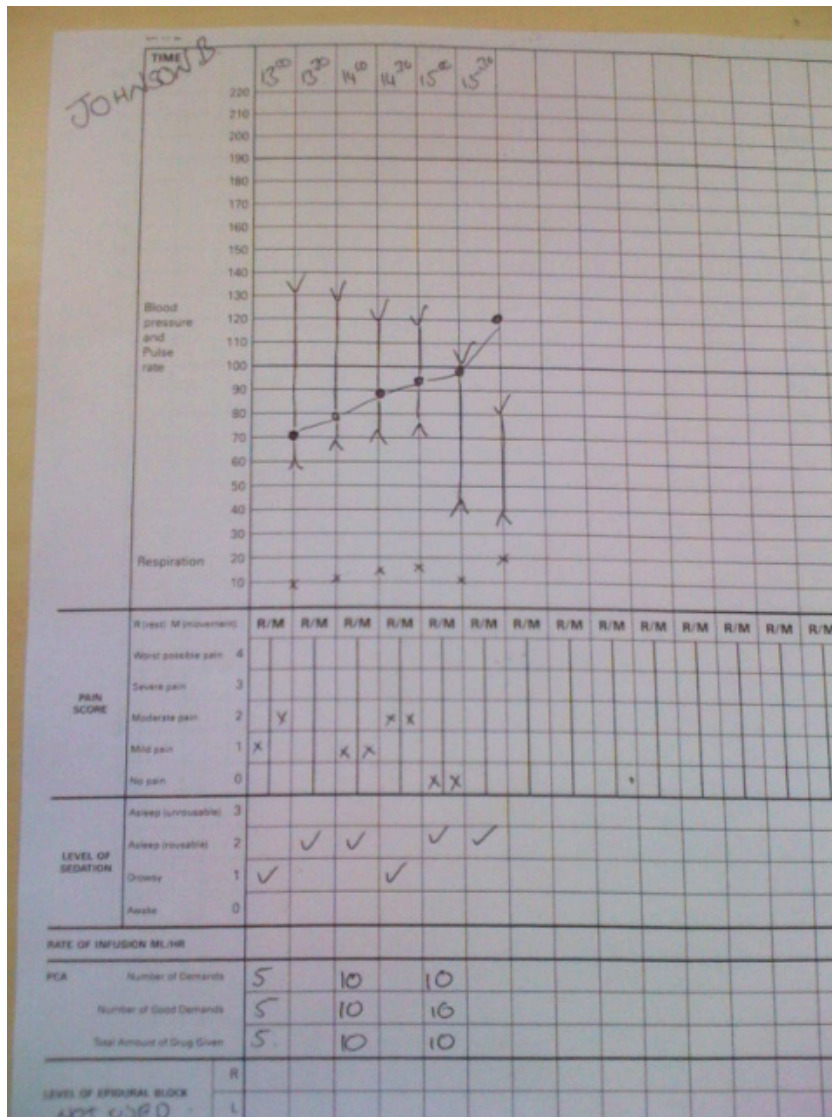 JOHNSON B.
TIME 13⁰⁰ 13³⁰ 14⁰⁰ 14³⁰ 15⁰⁰ 15³⁰
220
210
200
190
180
170
160
150
140
130
Blood
pressure 120
and
Pulse 110
rate 100
90
80
70
60
50
40
30
Respiration 20
10
R (rest) M (movement) R/M R/M R/M R/M R/M R/M R/M R/M R/M R/M R/M R/M R/M R/M
Worst possible pain 4
PAIN SCORE
Severe pain 3
Moderate pain 2 x x x x
Mild pain 1 x x x
No pain 0 x x
LEVEL OF SEDATION
Asleep (unrousable) 3
Asleep (rousable) 2 ✓ ✓ ✓ ✓
Drowsy 1 ✓ ✓
Awake 0
RATE OF INFUSION ML/HR
PCA Number of Demands 5 10 10
Number of Good Demands 5 10 10
Total Amount of Drug Given 5. 10 10
R
LEVEL OF EPIDURAL BLOCK
NOT USED L